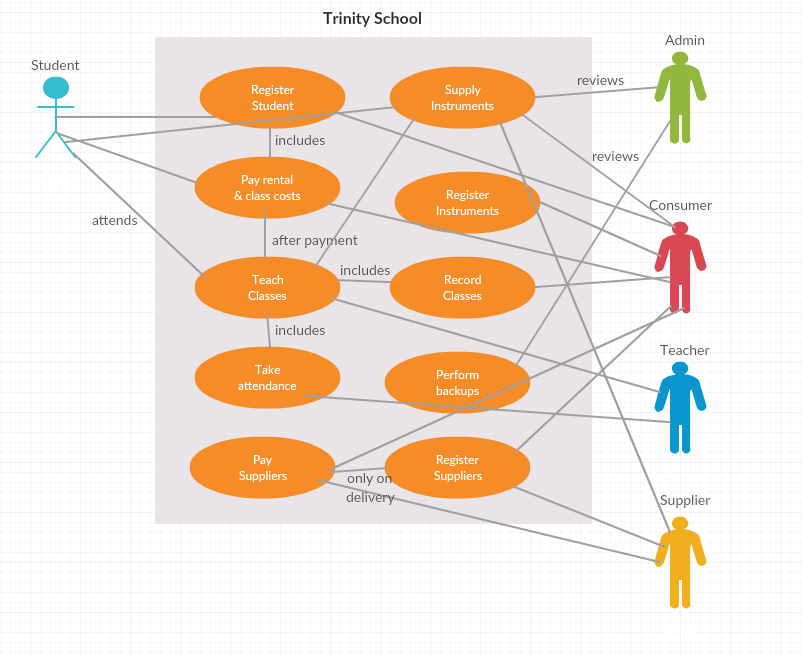 Trinity School
Student
Admin
Register
Student
Supply
Instruments
reviews
includes
reviews
Pay rental
& class costs
Register
Instruments
Consumer
attends
after payment
Teach
Classes
includes
Record
Classes
includes
Teacher
Take
attendance
Perform
backups
Pay
Suppliers
only on
delivery
Register
Suppliers
Supplier